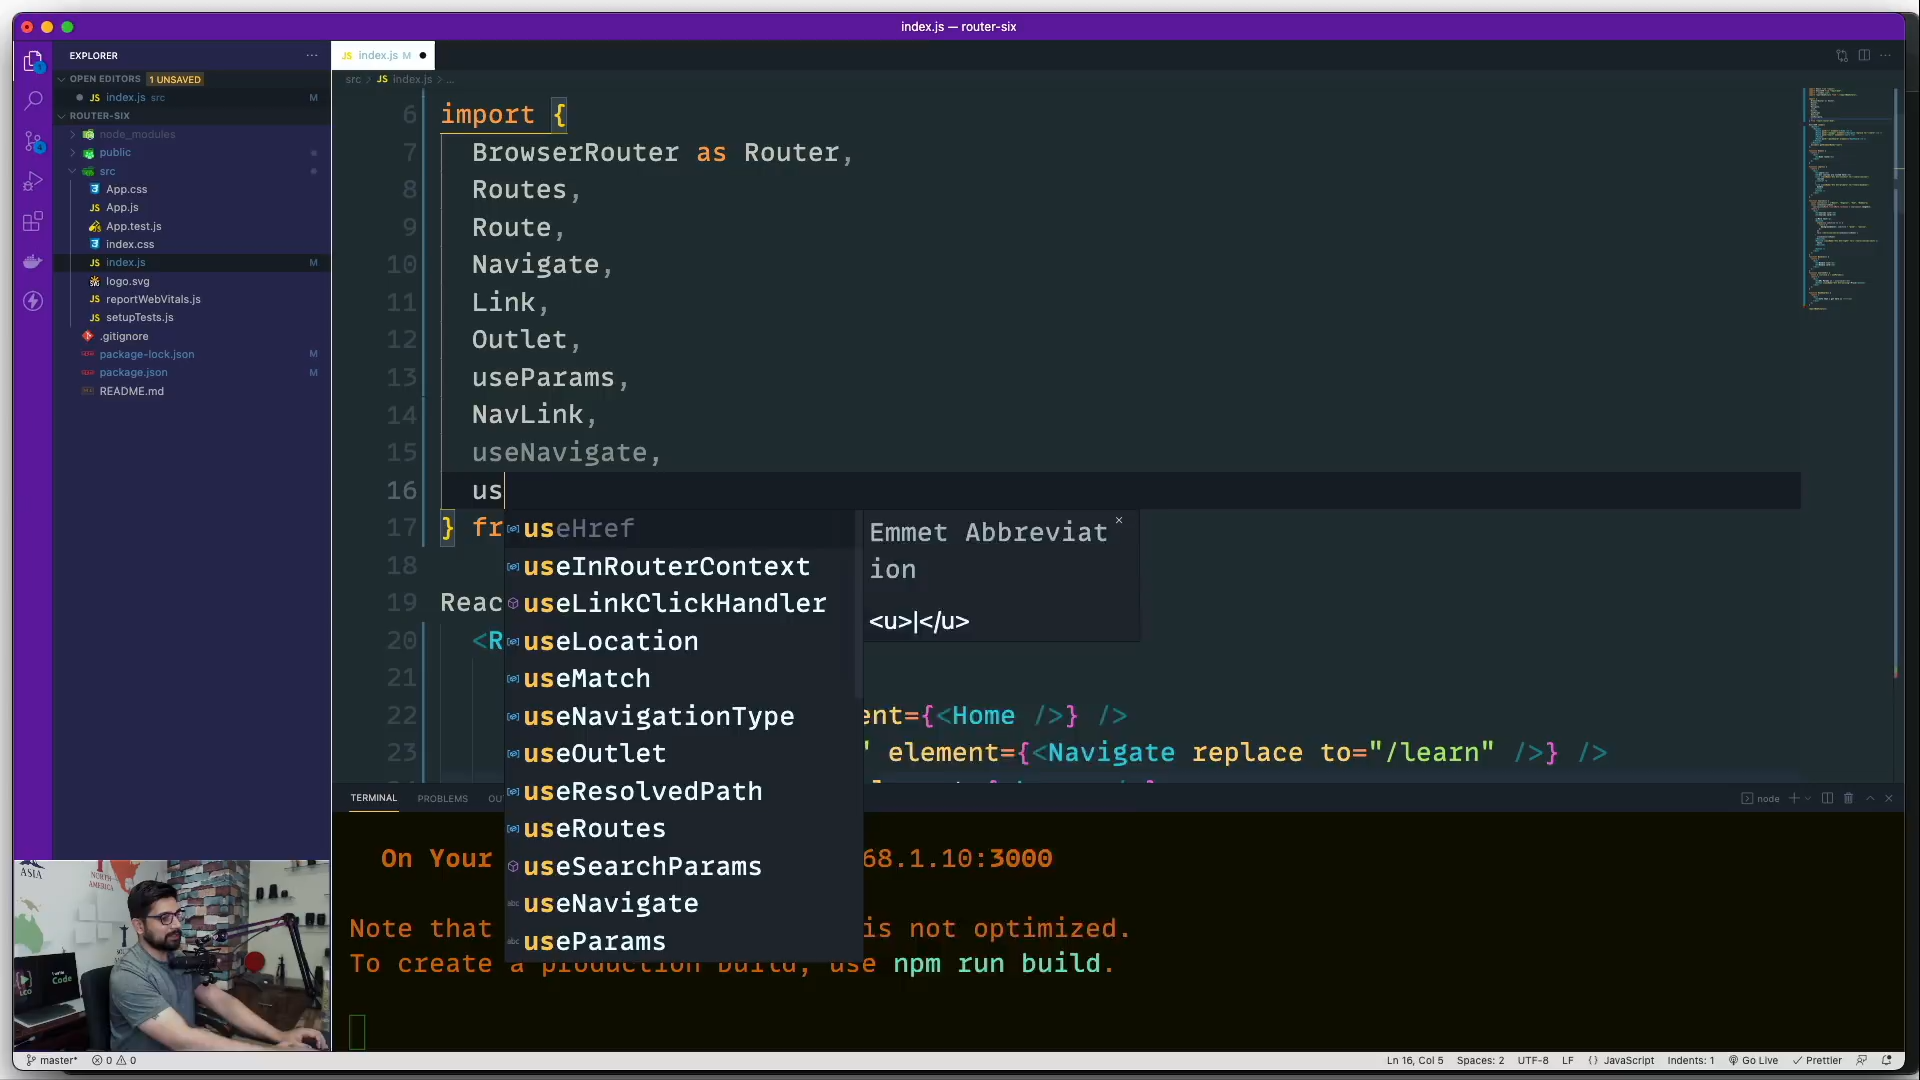 index.js — router-six
EXPLORER
OPEN EDITORS 1 UNSAVED
JS index.js src M
ROUTER-SIX
node_modules
public
src
App.css
JS App.js
App.test.js
index.css
JS index.js M
logo.svg
JS reportWebVitals.js
JS setupTests.js
.gitignore
package-lock.json M
package.json M
README.md
JS index.js M
src > JS index.js > ...
6 import {
7 BrowserRouter as Router,
8 Routes,
9 Route,
10 Navigate,
11 Link,
12 Outlet,
13 useParams,
14 NavLink,
15 useNavigate,
16 us
17 } fr
18
19 Reac
20 <R
21
22 ent={<Home />} />
23 " element={<Navigate replace to="/learn" />} />
useHref
useInRouterContext
useLinkClickHandler
useLocation
useMatch
useNavigationType
useOutlet
useResolvedPath
useRoutes
useSearchParams
useNavigate
useParams
Emmet Abbreviat
ion
<u>|</u>
TERMINAL PROBLEMS OU
node
On Your 68.1.10:3000
Note that is not optimized.
To create a production build, use npm run build.
ASIA
NORTH
AMERICA
LCO
Code
master* 0 0
Ln 16, Col 5 Spaces: 2 UTF-8 LF {} JavaScript Indents: 1 Go Live Prettier